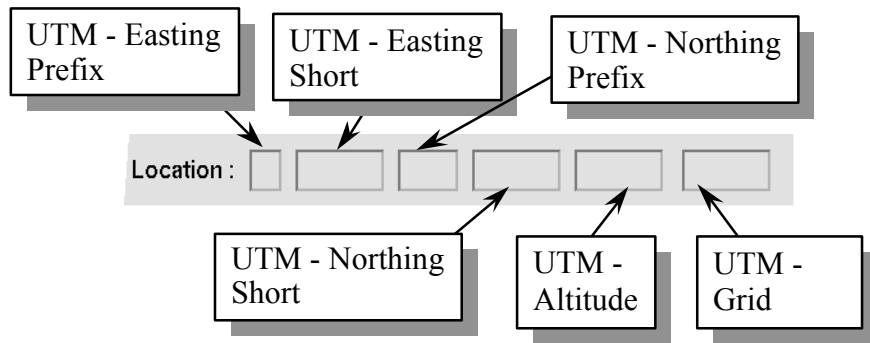 UTM - Easting
Prefix
UTM - Easting
Short
UTM - Northing
Prefix
Location :
UTM - Northing
Short
UTM -
Altitude
UTM -
Grid